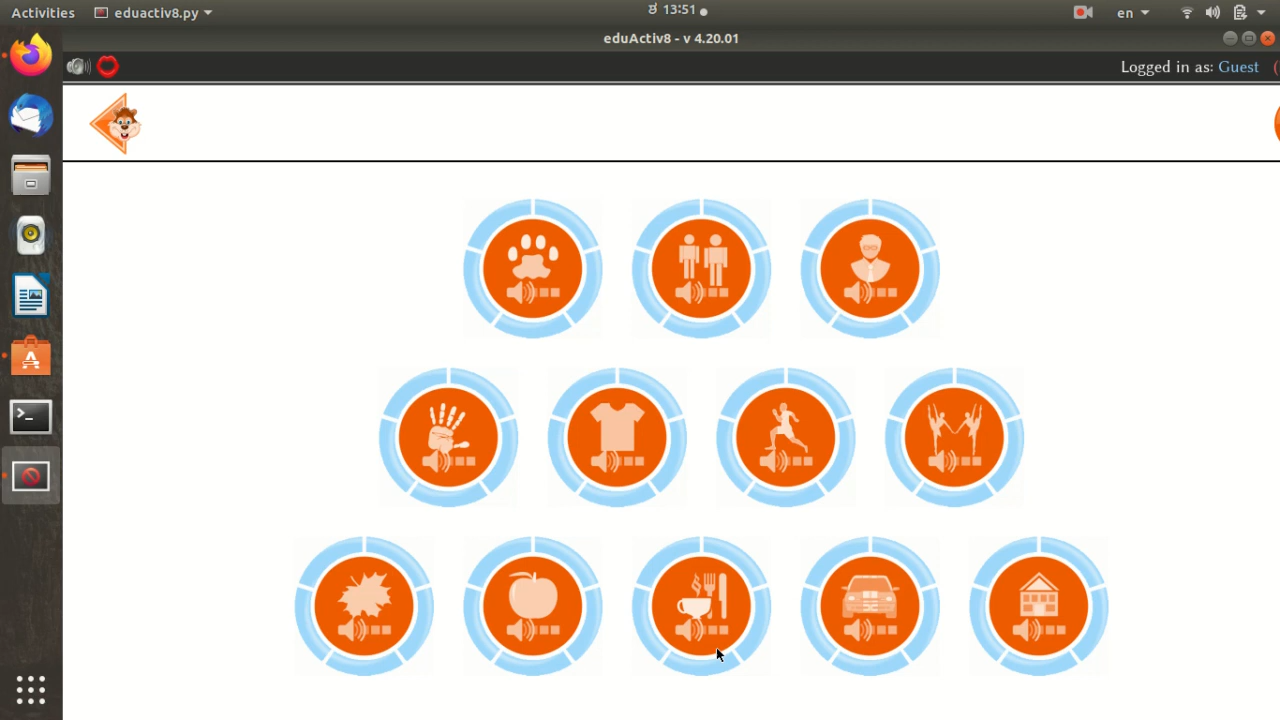 Activities eduactiv8.py ಠ 13:51 en
eduActiv8 - v 4.20.01
Logged in as: Guest (